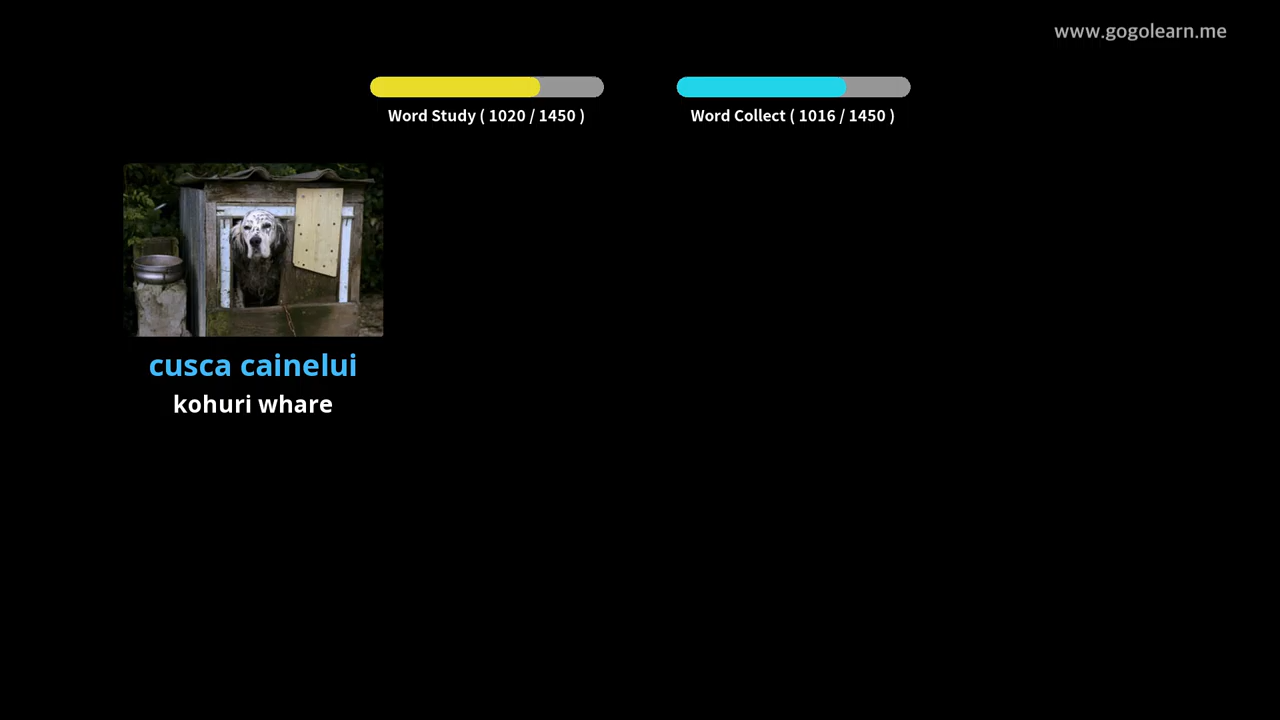 www.gogolearn.me
Word Study ( 1020 / 1450 )
Word Collect ( 1016 / 1450 )
cusca cainelui
kohuri whare